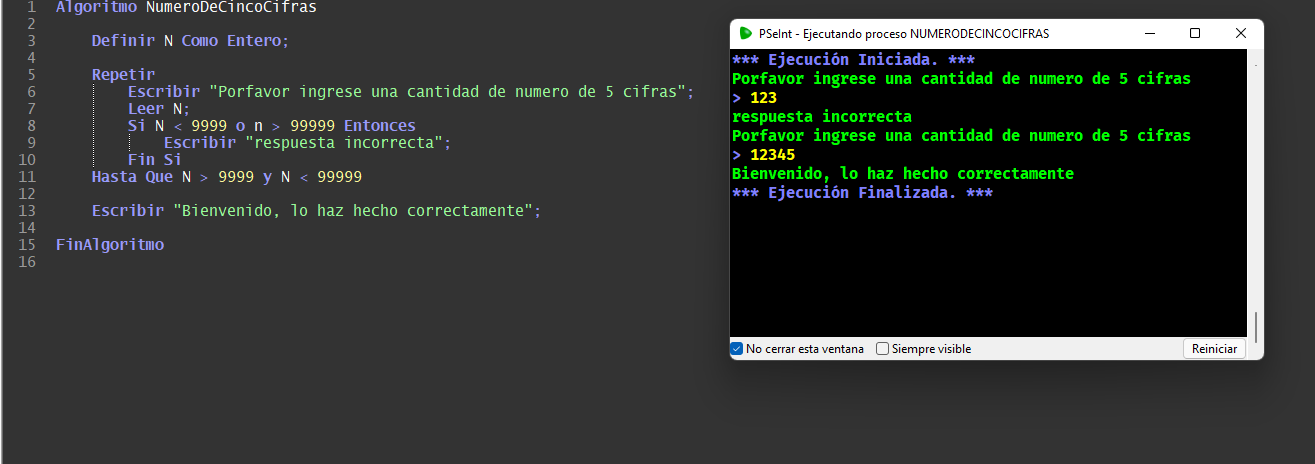 1 Algoritmo NumeroDeCincoCifras
2
3 Definir N Como Entero;
4
5 Repetir
6 Escribir "Porfavor ingrese una cantidad de numero de 5 cifras";
7 Leer N;
8 Si N < 9999 o n > 99999 Entonces
9 Escribir "respuesta incorrecta";
10 Fin Si
11 Hasta Que N > 9999 y N < 99999
12
13 Escribir "Bienvenido, lo haz hecho correctamente";
14
15 FinAlgoritmo
16
PSeInt - Ejecutando proceso NUMERODECINCOCIFRAS
*** Ejecución Iniciada. ***
Porfavor ingrese una cantidad de numero de 5 cifras
> 123
respuesta incorrecta
Porfavor ingrese una cantidad de numero de 5 cifras
> 12345
Bienvenido, lo haz hecho correctamente
*** Ejecución Finalizada. ***
No cerrar esta ventana Siempre visible Reiniciar